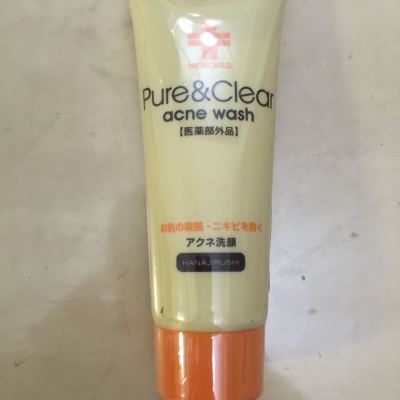 MEDICATED
Pure&Clear
acne wash
【医薬部外品】
お肌の殺菌・ニキビを防ぐ
アクネ洗顔
HANAJIRUSHI